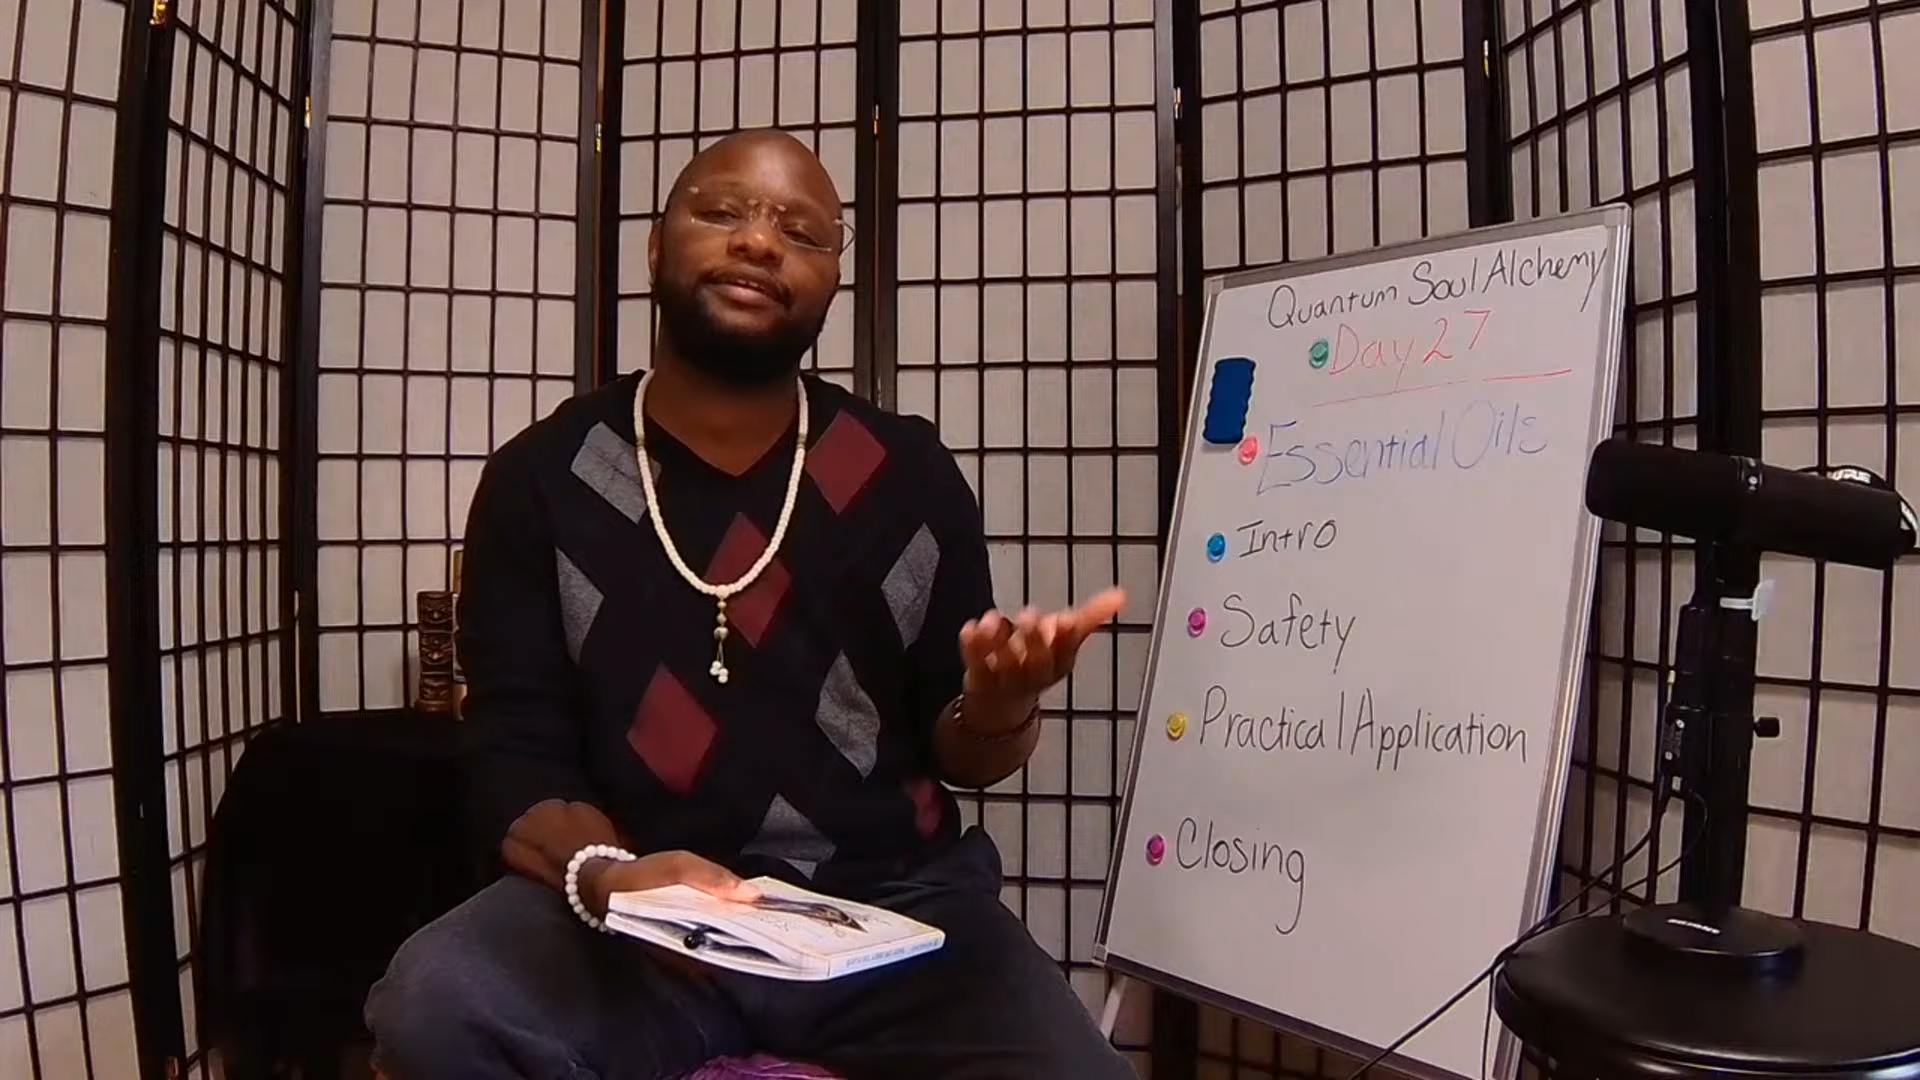 Quantum Soul Alchemy
Day 27
Essential Oils
Intro
Safety
Practical Application
Closing